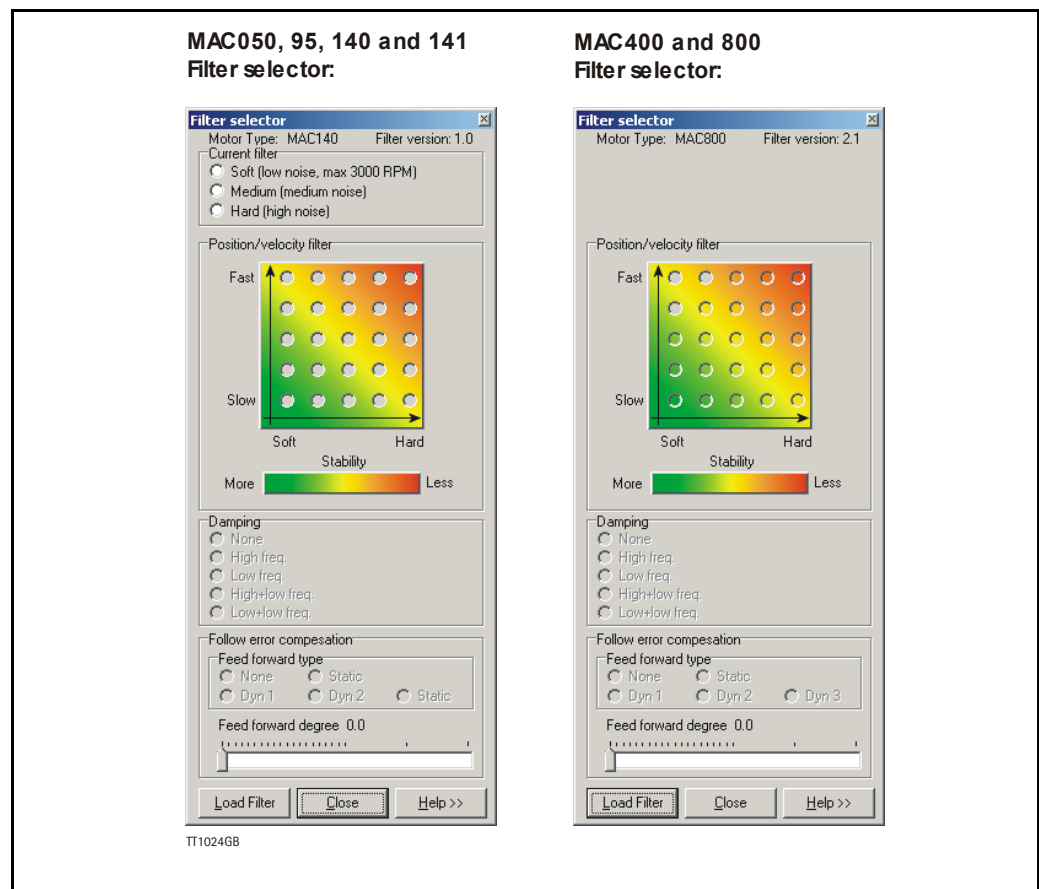 MAC050, 95, 140 and 141
Filter selector:
Filter selector
Motor Type: MAC140 Filter version: 1.0
Current filter
Soft (low noise, max 3000 RPM)
Medium (medium noise)
Hard (high noise)
Position/velocity filter
Fast
Slow
Soft Hard
Stability
More Less
Damping
None
High freq.
Low freq.
High+low freq.
Low+low freq.
Follow error compesation
Feed forward type
None Static
Dyn 1 Dyn 2 Static
Feed forward degree 0.0
Load Filter Close Help >>
TT1024GB
MAC400 and 800
Filter selector:
Filter selector
Motor Type: MAC800 Filter version: 2.1
Position/velocity filter
Fast
Slow
Soft Hard
Stability
More Less
Damping
None
High freq.
Low freq.
High+low freq.
Low+low freq.
Follow error compesation
Feed forward type
None Static
Dyn 1 Dyn 2 Dyn 3
Feed forward degree 0.0
Load Filter Close Help >>